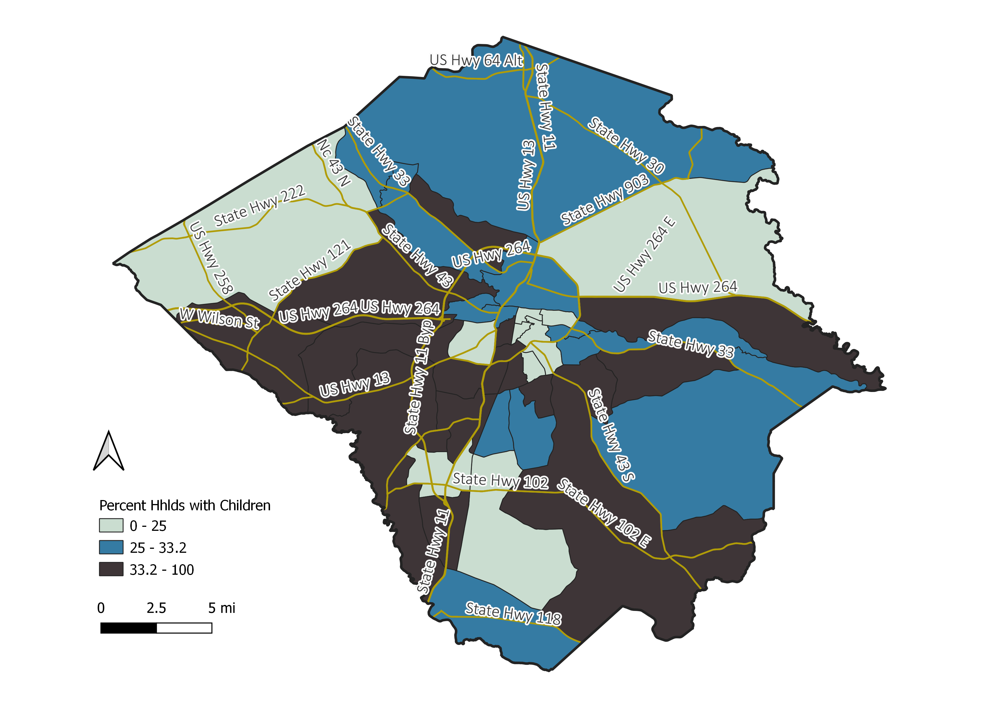 US Hwy 64 Alt
State Hwy 11
State Hwy 33
State Hwy 30
Nc 43 N
US Hwy 13
State Hwy 903
State Hwy 222
US Hwy 258
State Hwy 43
US Hwy 264 E
State Hwy 121
US Hwy 264
US Hwy 264
W Wilson St
US Hwy 264
US Hwy 264
State Hwy 11 Byp
State Hwy 33
US Hwy 13
State Hwy 43 S
State Hwy 102
State Hwy 102 E
State Hwy 11
State Hwy 118
Percent Hhlds with Children
0 - 25
25 - 33.2
33.2 - 100
0 2.5 5 mi